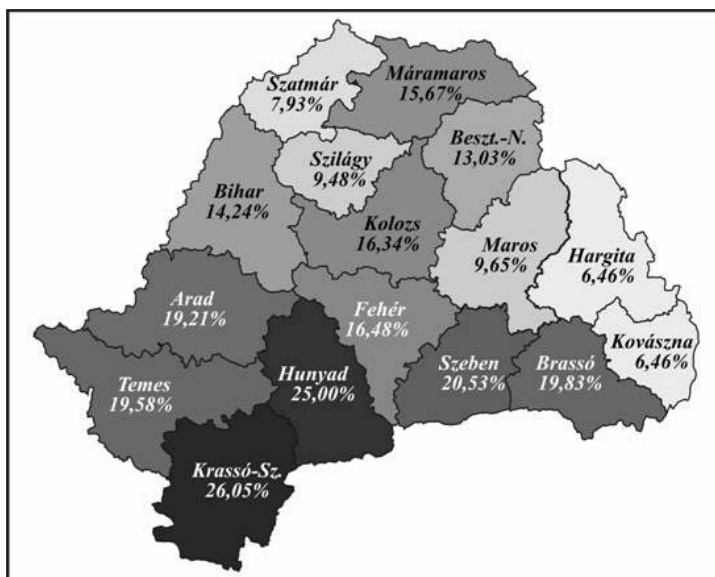 Szatmár
7,93%
Máramaros
15,67%
Szilágy
9,48%
Beszt.-N.
13,03%
Bihar
14,24%
Kolozs
16,34%
Maros
9,65%
Hargita
6,46%
Arad
19,21%
Fehér
16,48%
Kovászna
6,46%
Temes
19,58%
Hunyad
25,00%
Szeben
20,53%
Brassó
19,83%
Krassó-Sz.
26,05%